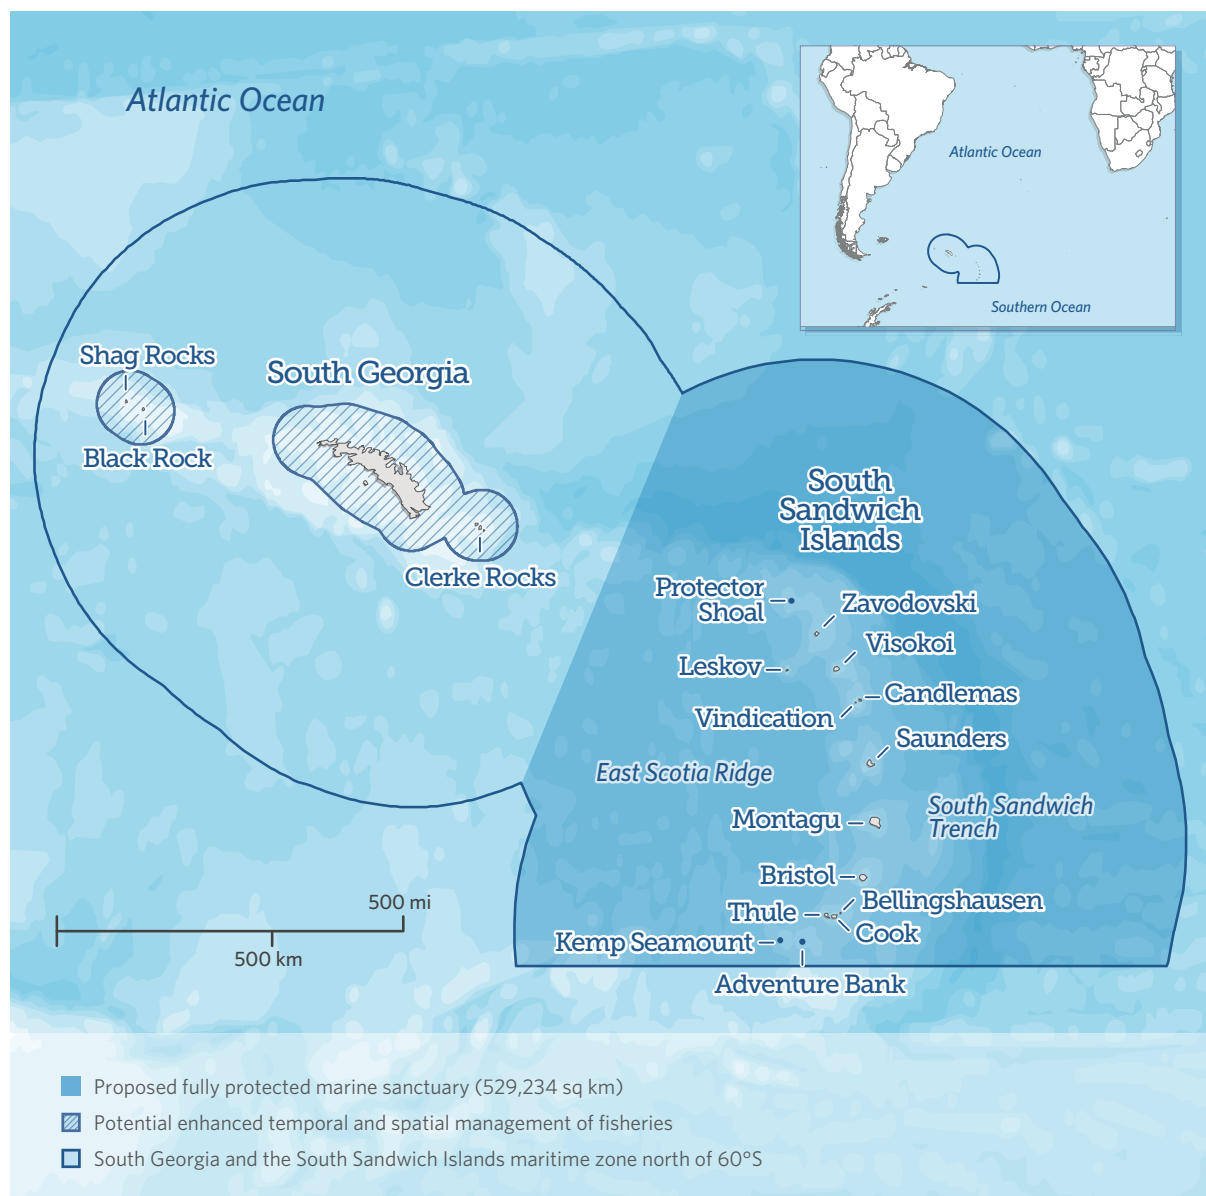 Atlantic Ocean
Atlantic Ocean
Southern Ocean
Shag Rocks
South Georgia
Black Rock
Clerke Rocks
South
Sandwich
Islands
Protector
Shoal
Zavodovski
Visokoi
Leskov
Candlemas
Vindication
Saunders
East Scotia Ridge
South Sandwich
Trench
Montagu
Bristol
Bellingshausen
Thule
Cook
Kemp Seamount
Adventure Bank
500 mi
500 km
Proposed fully protected marine sanctuary (529,234 sq km)
Potential enhanced temporal and spatial management of fisheries
South Georgia and the South Sandwich Islands maritime zone north of 60°S